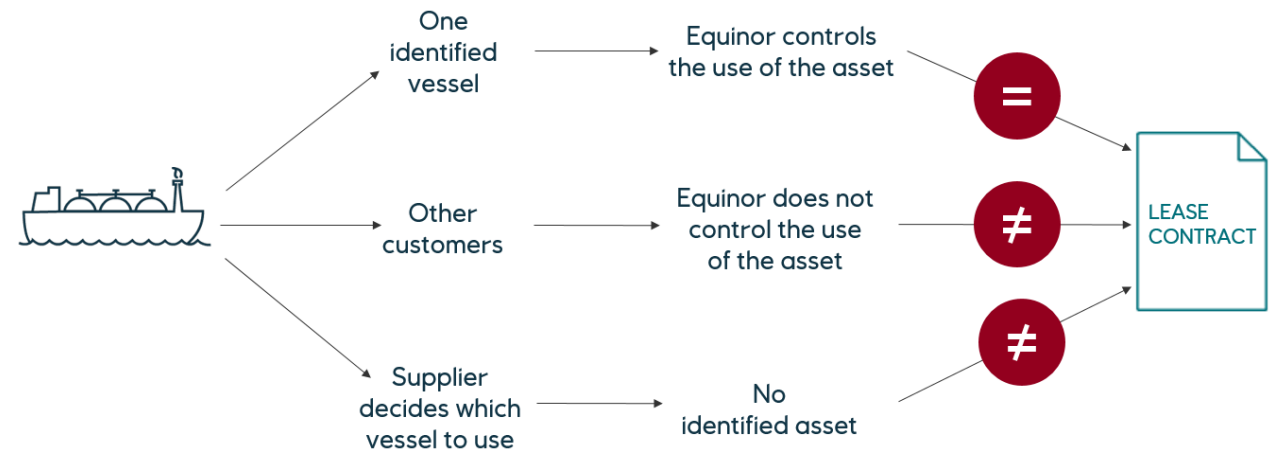 One
identified
vessel
Equinor controls
the use of the asset
=
Other
customers
Equinor does not
control the use
of the asset
≠
LEASE
CONTRACT
Supplier
decides which
vessel to use
No
identified asset
≠